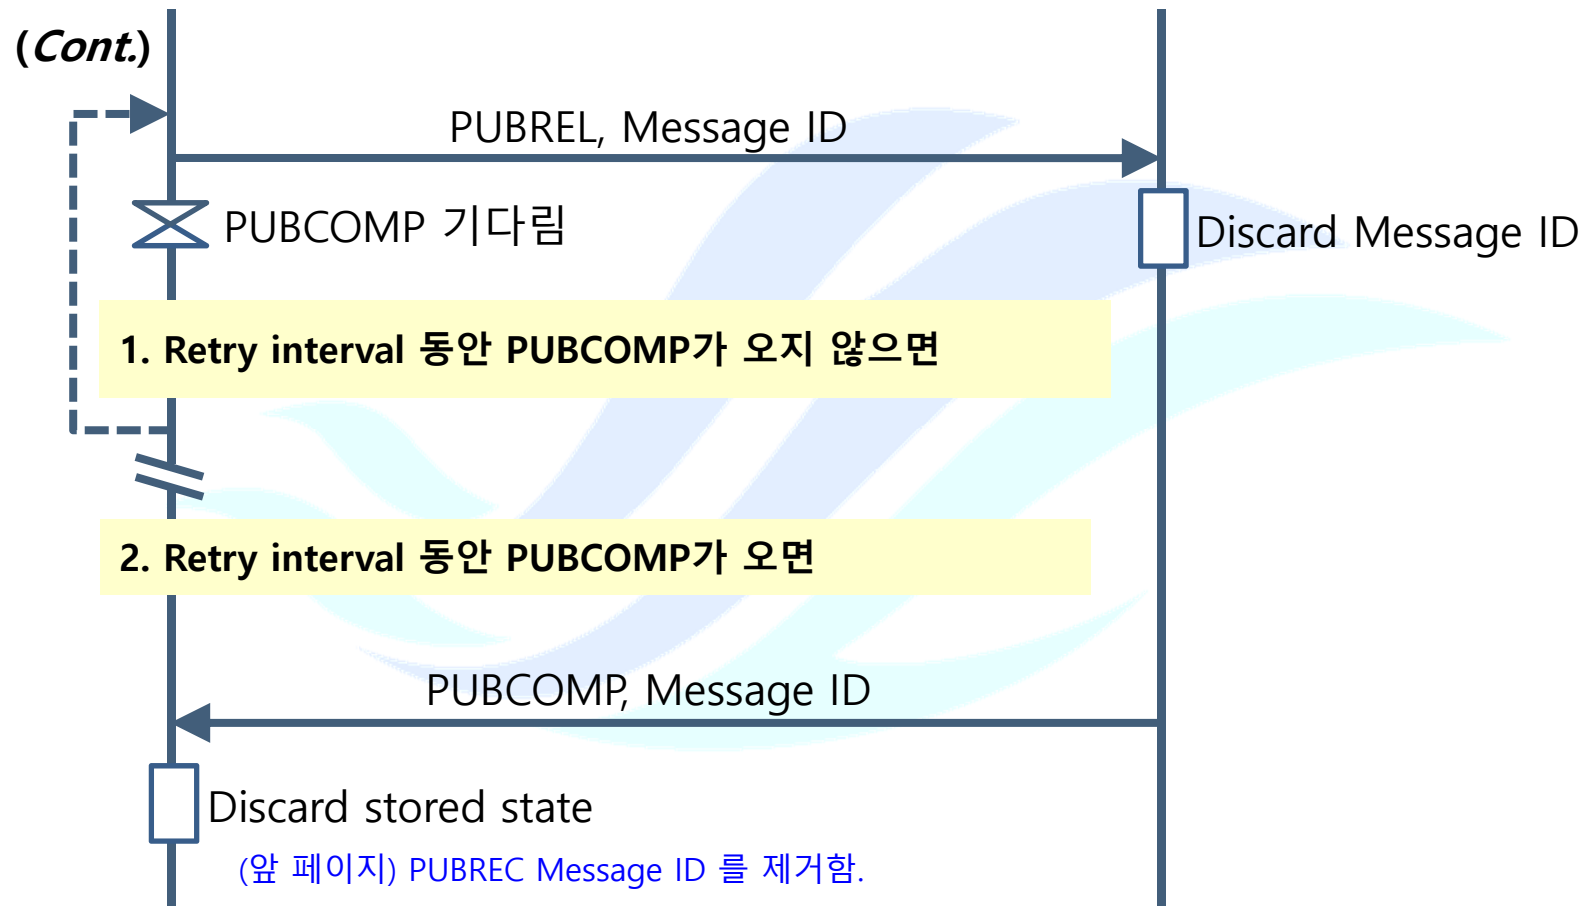 (Cont.)
PUBREL, Message ID
PUBCOMP 기다림
Discard Message ID
1. Retry interval 동안 PUBCOMP가 오지 않으면
2. Retry interval 동안 PUBCOMP가 오면
PUBCOMP, Message ID
Discard stored state
(앞 페이지) PUBREC Message ID 를 제거함.